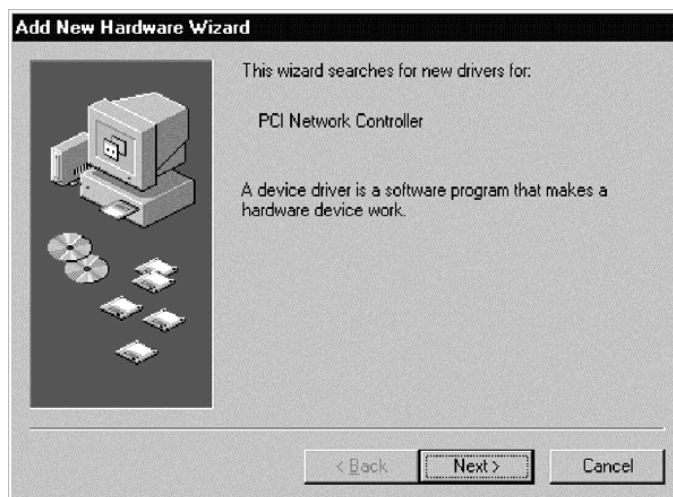 Add New Hardware Wizard
This wizard searches for new drivers for:
PCI Network Controller
A device driver is a software program that makes a
hardware device work.
< Back
Next >
Cancel